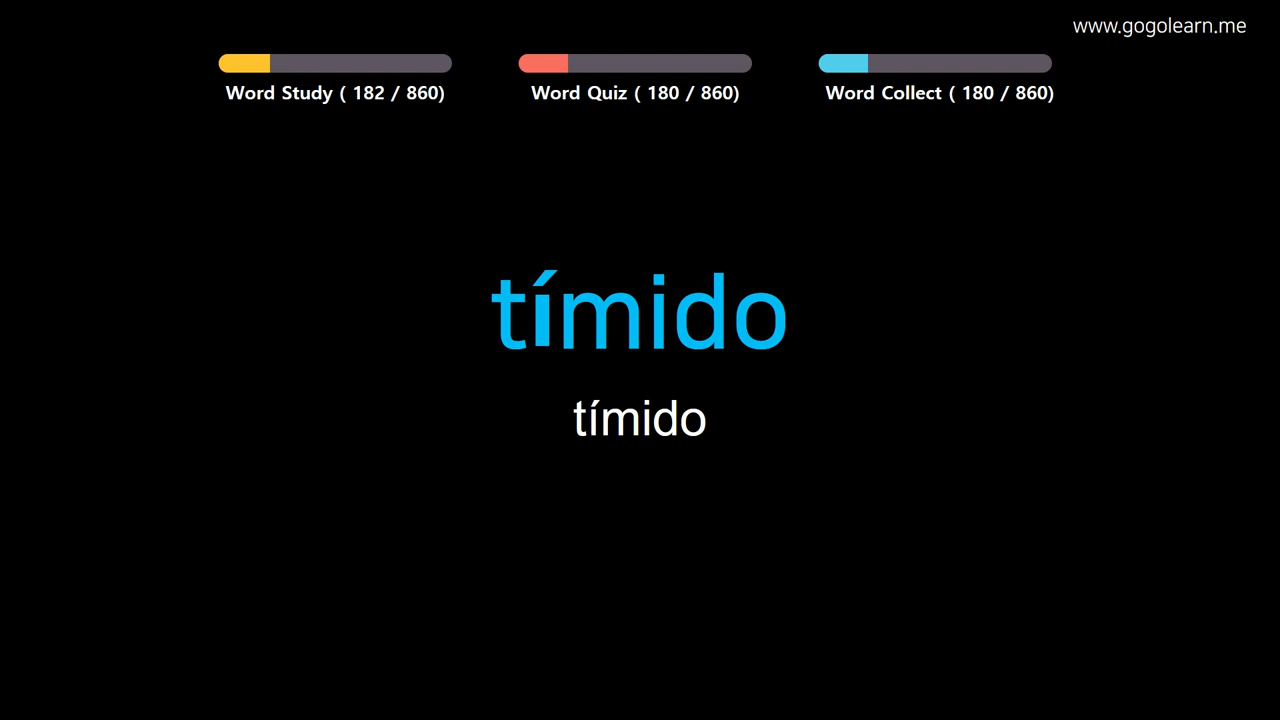 www.gogolearn.me
Word Study ( 182 / 860)
Word Quiz ( 180 / 860)
Word Collect ( 180 / 860)
tímido
tímido